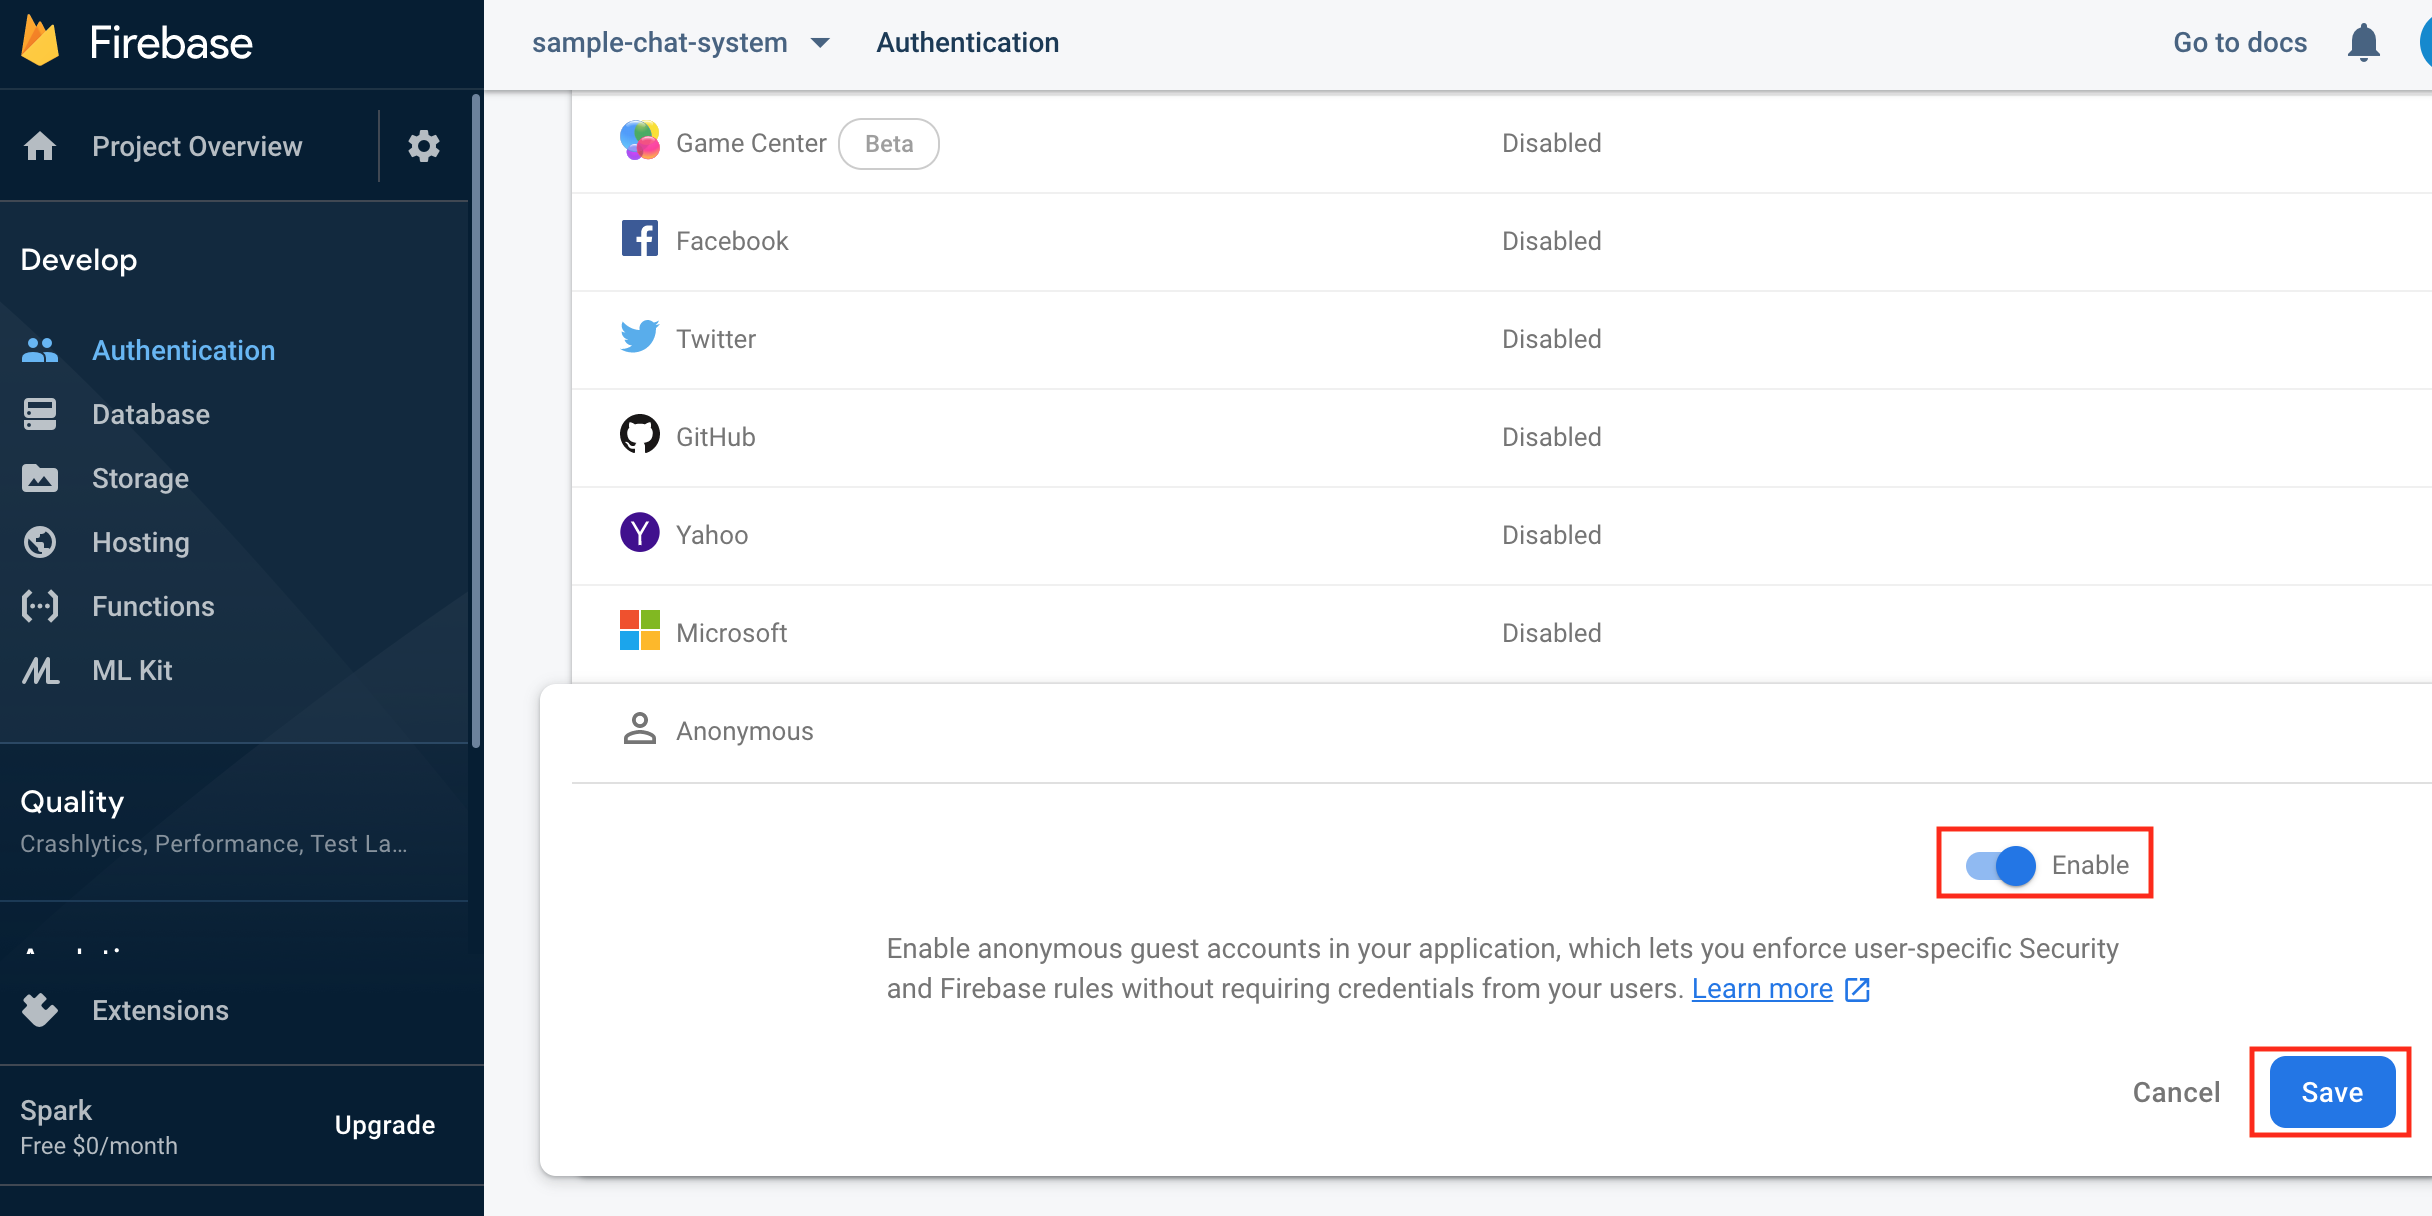 Firebase
sample-chat-system
Authentication
Go to docs
Project Overview
Develop
Authentication
Database
Storage
Hosting
Functions
ML Kit
Quality
Crashlytics, Performance, Test La...
Extensions
Spark
Free $0/month
Upgrade
Game Center Beta Disabled
Facebook Disabled
Twitter Disabled
GitHub Disabled
Yahoo Disabled
Microsoft Disabled
Anonymous
Enable
Enable anonymous guest accounts in your application, which lets you enforce user-specific Security
and Firebase rules without requiring credentials from your users. Learn more
Cancel
Save